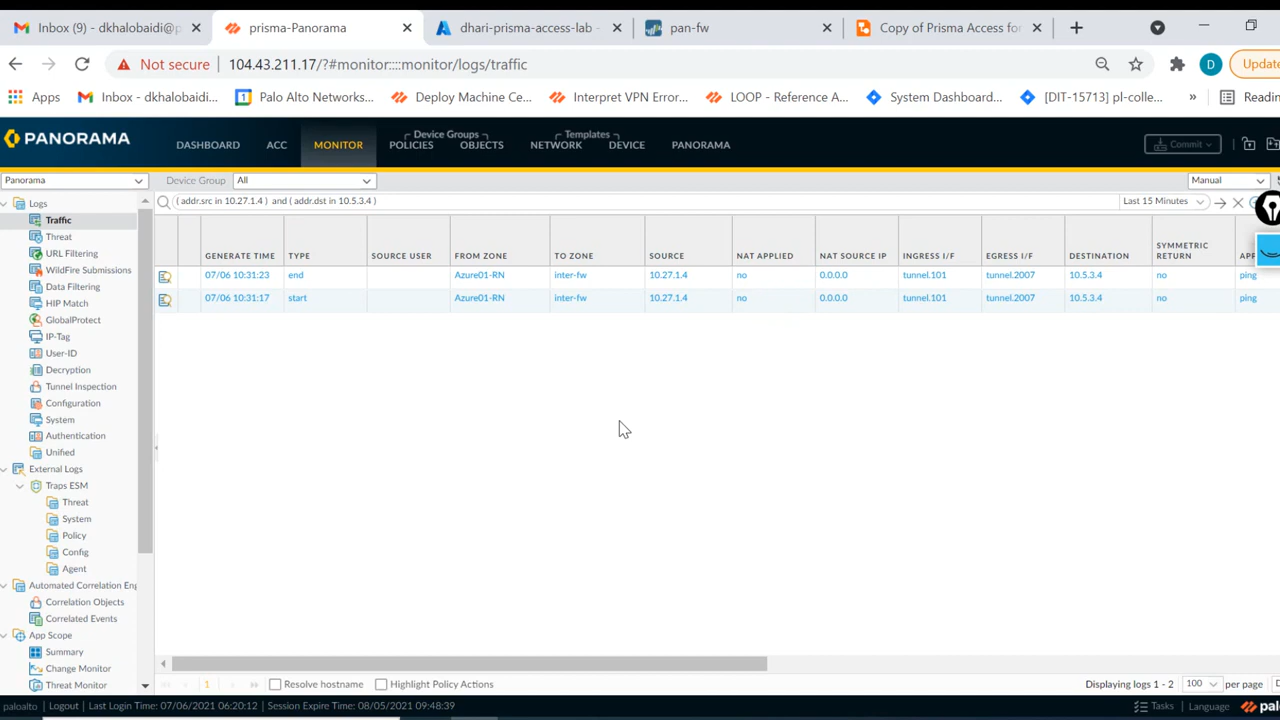 Inbox (9) - dkhalobaidi@p
prisma-Panorama
dhari-prisma-access-lab -
pan-fw
Copy of Prisma Access for
Not secure
104.43.211.17/?#monitor::::monitor/logs/traffic
D
Update
Apps
Inbox - dkhalobaidi...
Palo Alto Networks...
Deploy Machine Ce...
Interpret VPN Error...
LOOP - Reference A...
System Dashboard...
[DIT-15713] pl-colle...
»
Readin
PANORAMA
DASHBOARD
ACC
MONITOR
Device Groups
POLICIES
OBJECTS
Templates
NETWORK
DEVICE
PANORAMA
Commit
Panorama
Device Group
All
Manual
( addr.src in 10.27.1.4 ) and ( addr.dst in 10.5.3.4 )
Last 15 Minutes
GENERATE TIME TYPE SOURCE USER FROM ZONE TO ZONE SOURCE NAT APPLIED NAT SOURCE IP INGRESS I/F EGRESS I/F DESTINATION SYMMETRIC RETURN APP
07/06 10:31:23 end Azure01-RN inter-fw 10.27.1.4 no 0.0.0.0 tunnel.101 tunnel.2007 10.5.3.4 no ping
07/06 10:31:17 start Azure01-RN inter-fw 10.27.1.4 no 0.0.0.0 tunnel.101 tunnel.2007 10.5.3.4 no ping
Logs
Traffic
Threat
URL Filtering
WildFire Submissions
Data Filtering
HIP Match
GlobalProtect
IP-Tag
User-ID
Decryption
Tunnel Inspection
Configuration
System
Authentication
Unified
External Logs
Traps ESM
Threat
System
Policy
Config
Agent
Automated Correlation Eng
Correlation Objects
Correlated Events
App Scope
Summary
Change Monitor
Threat Monitor
1
Resolve hostname
Highlight Policy Actions
Displaying logs 1 - 2
100
per page
paloalto
Logout
Last Login Time: 07/06/2021 06:20:12
Session Expire Time: 08/05/2021 09:48:39
Tasks
Language
palo